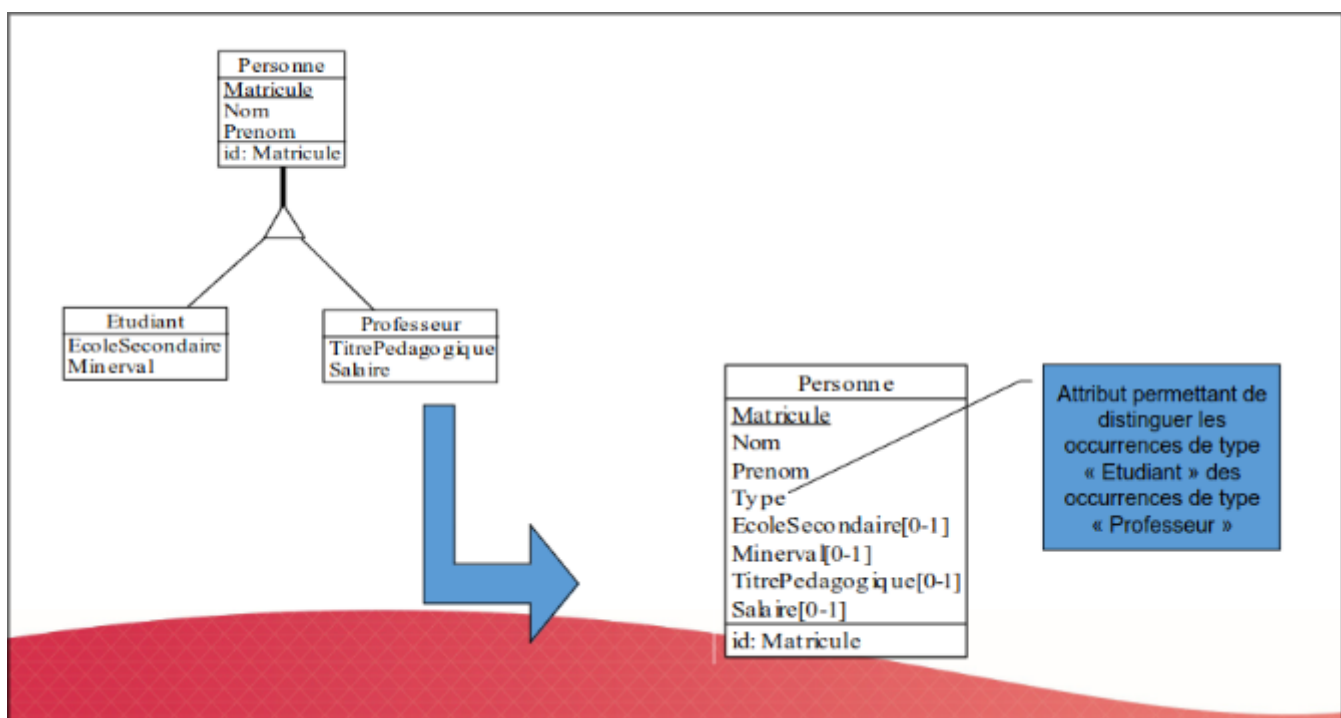 Personne
Matricule
Nom
Prenom
id: Matricule
Etudiant
EcoleSecondaire
Minerval
Professeur
TitrePedagogique
Salaire
Personne
Matricule
Nom
Prenom
Type
EcoleSecondaire[0-1]
Minerval[0-1]
TitrePedagogique[0-1]
Salaire[0-1]
id: Matricule
Attribut permettant de
distinguer les
occurrences de type
« Etudiant » des
occurrences de type
« Professeur »